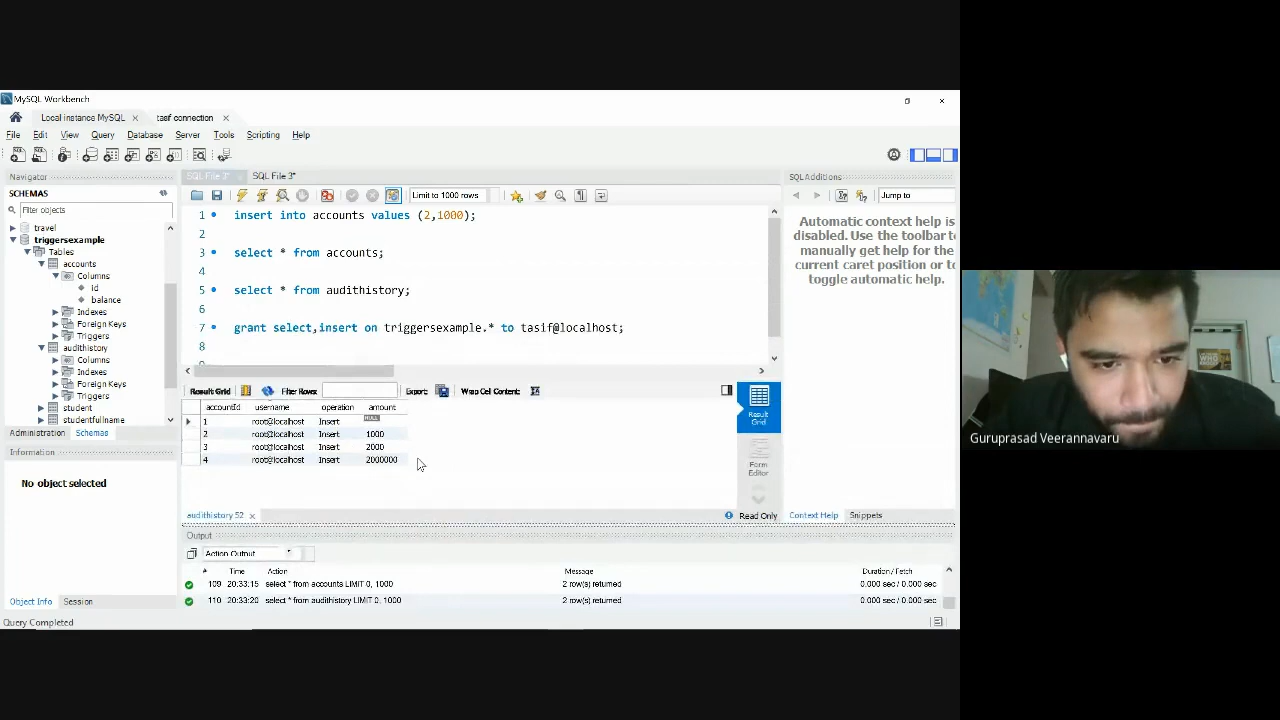 MySQL Workbench
Local instance MySQL
tasif connection
File Edit View Query Database Server Tools Scripting Help
Navigator
SCHEMAS
Filter objects
travel
triggersexample
Tables
accounts
Columns
id
balance
Indexes
Foreign Keys
Triggers
audithistory
Columns
Indexes
Foreign Keys
Triggers
student
studentfullname
Administration Schemas
Information
No object selected
Object Info Session
Query Completed
SQL File 3*
SQL File 3*
Limit to 1000 rows
1 insert into accounts values (2,1000);
2
3 select * from accounts;
4
5 select * from audithistory;
6
7 grant select,insert on triggersexample.* to tasif@localhost;
8
Result Grid Filter Rows: Export: Wrap Cell Content:
accountId username operation amount
1 root@localhost Insert NULL
2 root@localhost Insert 1000
3 root@localhost Insert 2000
4 root@localhost Insert 2000000
Result Grid
Form Editor
audithistory 52
Read Only
Output
Action Output
Time Action Message Duration / Fetch
109 20:33:15 select * from accounts LIMIT 0, 1000 2 row(s) returned 0.000 sec / 0.000 sec
110 20:33:20 select * from audithistory LIMIT 0, 1000 2 row(s) returned 0.000 sec / 0.000 sec
SQL Additions
Jump to
Automatic context help is
disabled. Use the toolbar to
manually get help for the
current caret position or to
toggle automatic help.
Context Help Snippets
Guruprasad Veerannavaru